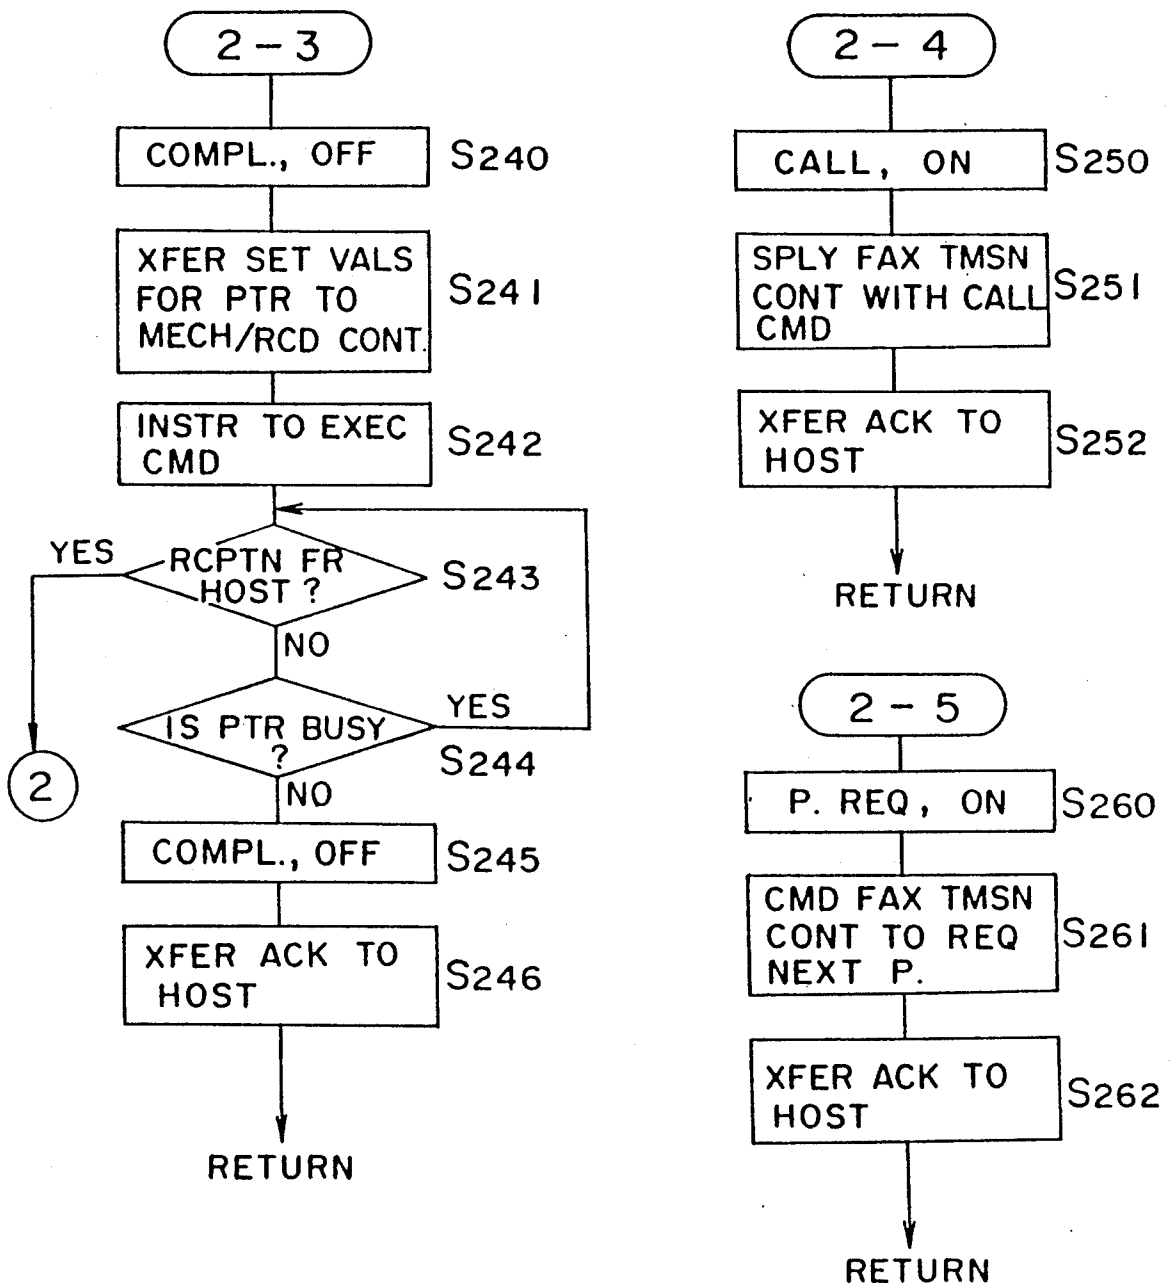 2-3
COMPL., OFF
S240
XFER SET VALS
FOR PTR TO
MECH/RCD CONT.
S241
INSTR TO EXEC
CMD
S242
YES
RCPTN FR
HOST ?
S243
NO
IS PTR BUSY
?
YES
S244
2
NO
COMPL., OFF
S245
XFER ACK TO
HOST
S246
RETURN
2-4
CALL, ON
S250
SPLY FAX TMSN
CONT WITH CALL
CMD
S251
XFER ACK TO
HOST
S252
RETURN
2-5
P. REQ, ON
S260
CMD FAX TMSN
CONT TO REQ
NEXT P.
S261
XFER ACK TO
HOST
S262
RETURN